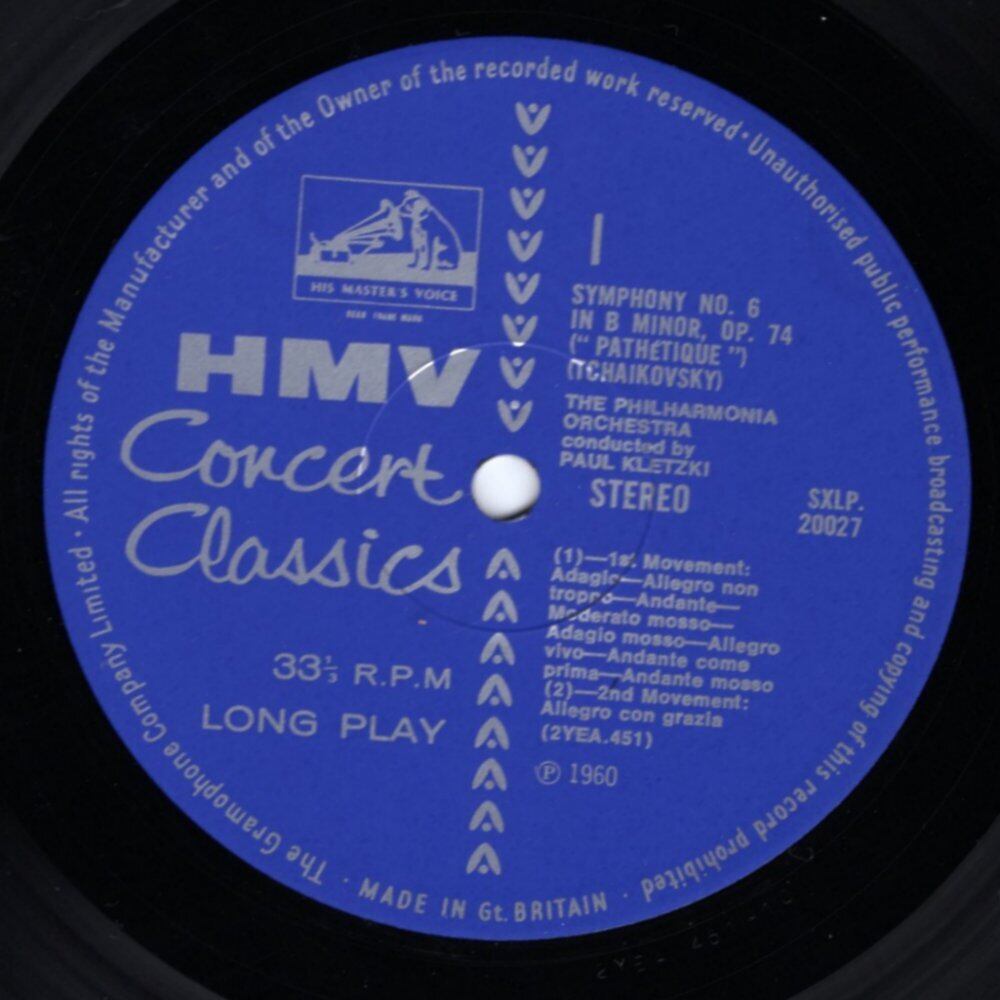 The Gramophone Company Limited · All rights of the Manufacturer and of the Owner of the recorded work reserved · Unauthorised public performance broadcasting and copying of this record prohibited ·
HIS MASTER'S VOICE
HMV
Concert
Classics
33⅓ R.P.M
LONG PLAY
1
SYMPHONY NO. 6
IN B MINOR, OP. 74
("PATHÉTIQUE")
(TCHAIKOVSKY)
THE PHILHARMONIA
ORCHESTRA
conducted by
PAUL KLETZKI
STEREO
SXLP.
20027
(1)—1st Movement:
Adagio—Allegro non
troppo—Andante—
Moderato mosso—
Adagio mosso—Allegro
vivo—Andante come
prima—Andante mosso
(2)—2nd Movement:
Allegro con grazia
(2YEA.451)
℗ 1960
MADE IN Gt. BRITAIN